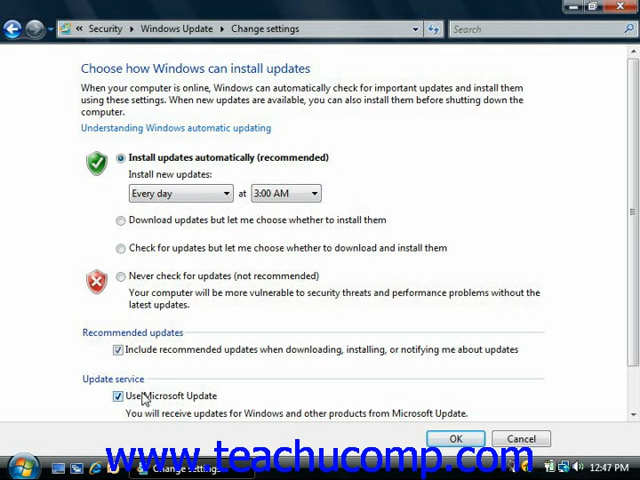 « Security ▸ Windows Update ▸ Change settings
Search
Choose how Windows can install updates
When your computer is online, Windows can automatically check for important updates and install them
using these settings. When new updates are available, you can also install them before shutting down the
computer.
Understanding Windows automatic updating
Install updates automatically (recommended)
Install new updates:
Every day at 3:00 AM
Download updates but let me choose whether to install them
Check for updates but let me choose whether to download and install them
Never check for updates (not recommended)
Your computer will be more vulnerable to security threats and performance problems without the
latest updates.
Recommended updates
Include recommended updates when downloading, installing, or notifying me about updates
Update service
Use Microsoft Update
You will receive updates for Windows and other products from Microsoft Update.
OK Cancel
www.teachucomp.com
Change settings
12:47 PM